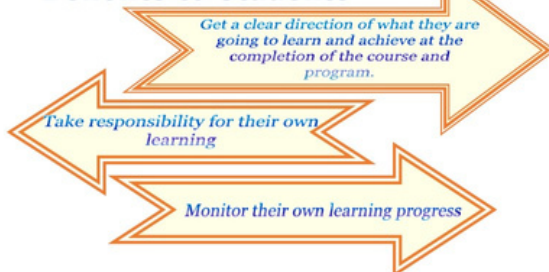 Get a clear direction of what they are
going to learn and achieve at the
completion of the course and
program.
Take responsibility for their own
learning
Monitor their own learning progress